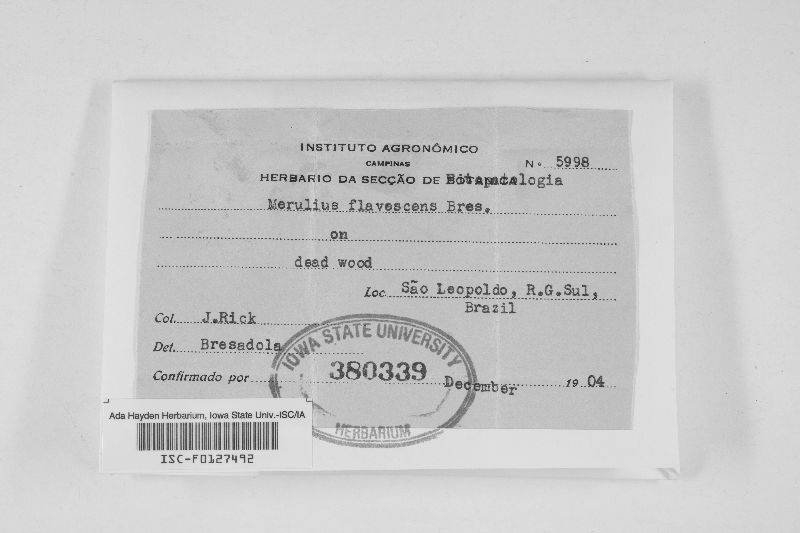 INSTITUTO AGRONÔMICO
CAMPINAS
Nº 5998
HERBARIO DA SECÇÃO DE Fitopatologia
Merulius flavescens Bres.
on
dead wood
Loc São Leopoldo, R.G.Sul,
Brazil
Col. J.Rick
Det. Bresadola
Confirmado por
December 19 04
IOWA STATE UNIVERSITY
380339
HERBARIUM
Ada Hayden Herbarium, Iowa State Univ.-ISC/IA
ISC-F0127492